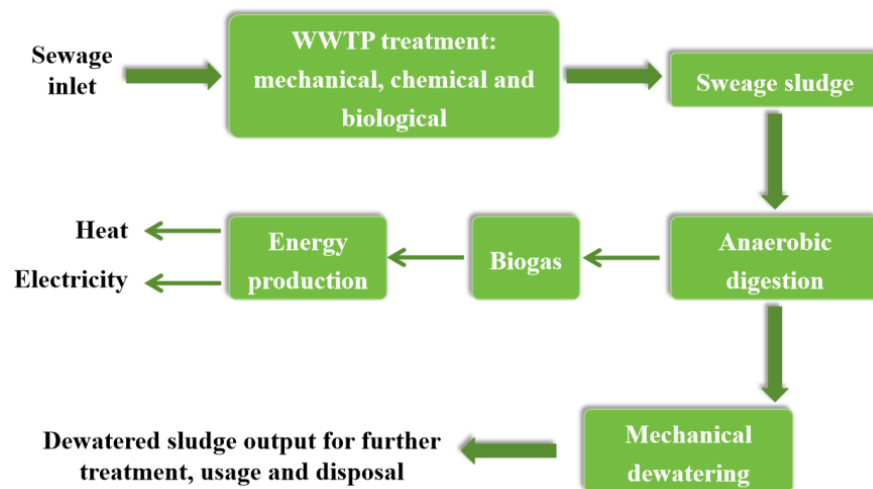 Sewage
inlet
WWTP treatment:
mechanical, chemical and
biological
Sweage sludge
Heat
Electricity
Energy
production
Biogas
Anaerobic
digestion
Dewatered sludge output for further
treatment, usage and disposal
Mechanical
dewatering